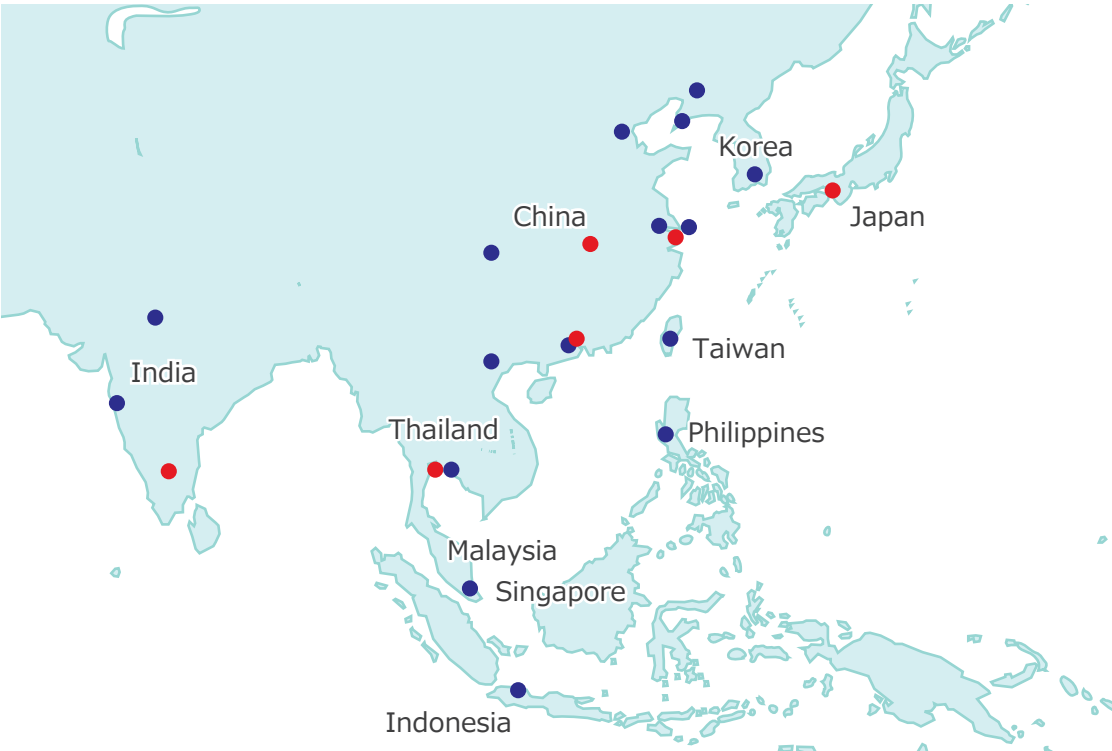 Korea
China
Japan
Taiwan
India
Thailand
Philippines
Malaysia
Singapore
Indonesia